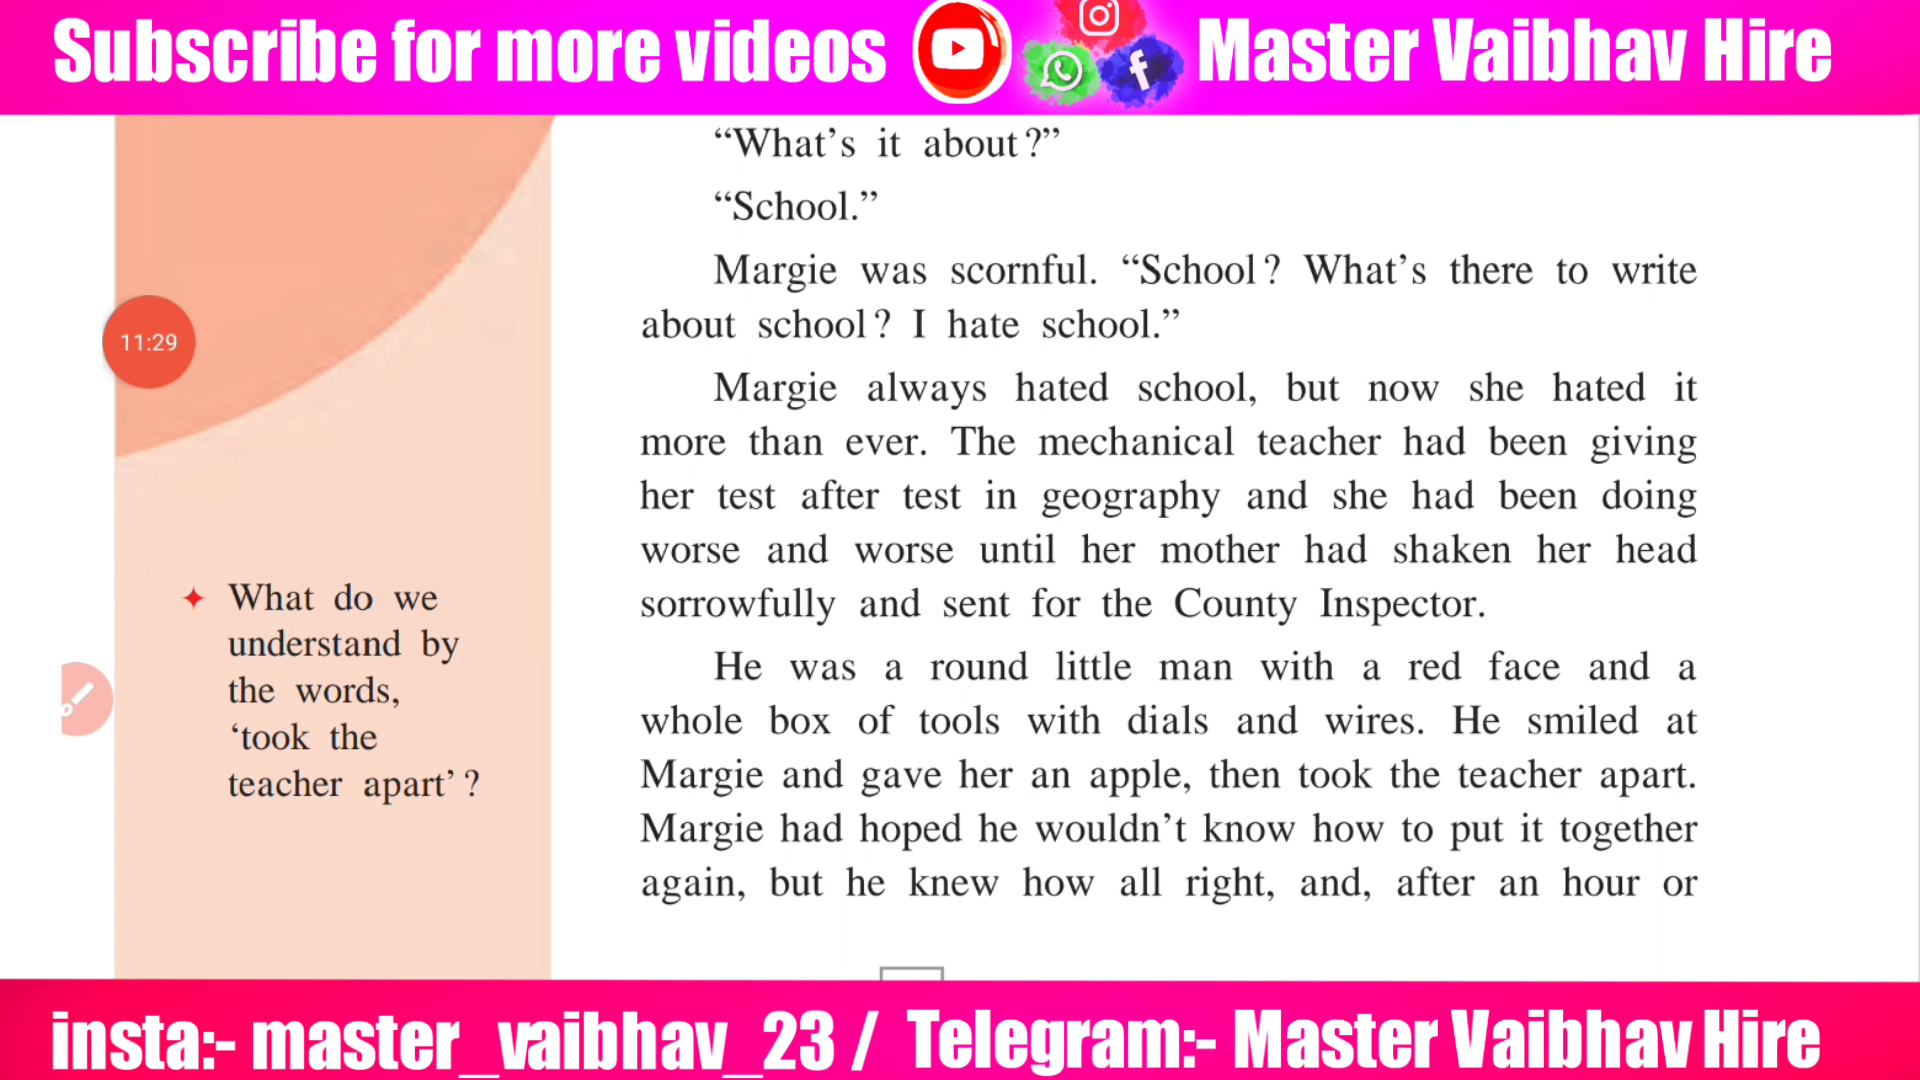 Subscribe for more videos Master Vaibhav Hire
“What’s it about?”
“School.”
Margie was scornful. “School? What’s there to write
about school? I hate school.”
11:29
Margie always hated school, but now she hated it
more than ever. The mechanical teacher had been giving
her test after test in geography and she had been doing
worse and worse until her mother had shaken her head
sorrowfully and sent for the County Inspector.
What do we
understand by
the words,
‘took the
teacher apart’?
He was a round little man with a red face and a
whole box of tools with dials and wires. He smiled at
Margie and gave her an apple, then took the teacher apart.
Margie had hoped he wouldn’t know how to put it together
again, but he knew how all right, and, after an hour or
insta:- master_vaibhav_23 / Telegram:- Master Vaibhav Hire